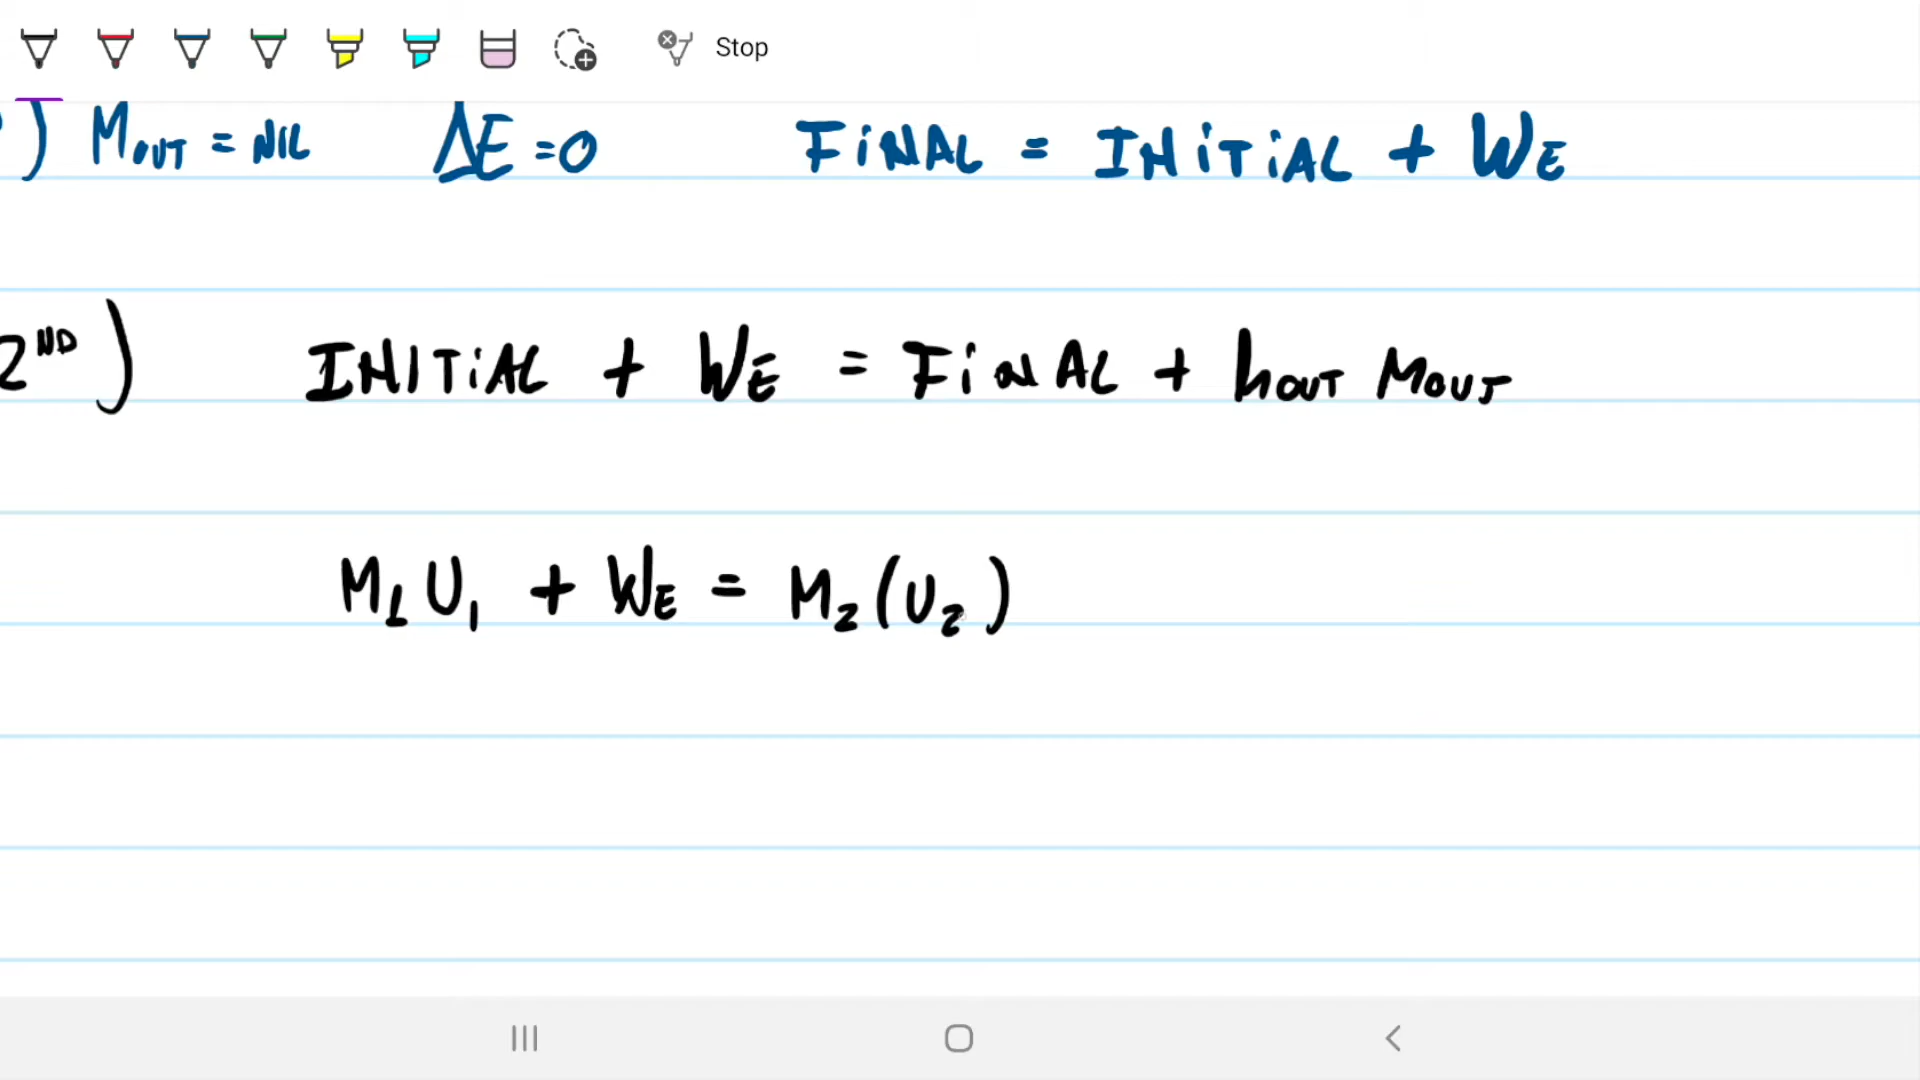 Stop
) MOUT = NIL ΔE = 0 FiNAL = INiTiAL + WE
2ND) INITiAL + WE = FiNAL + hOUT MOUT
M1 U1 + WE = M2 (U2)